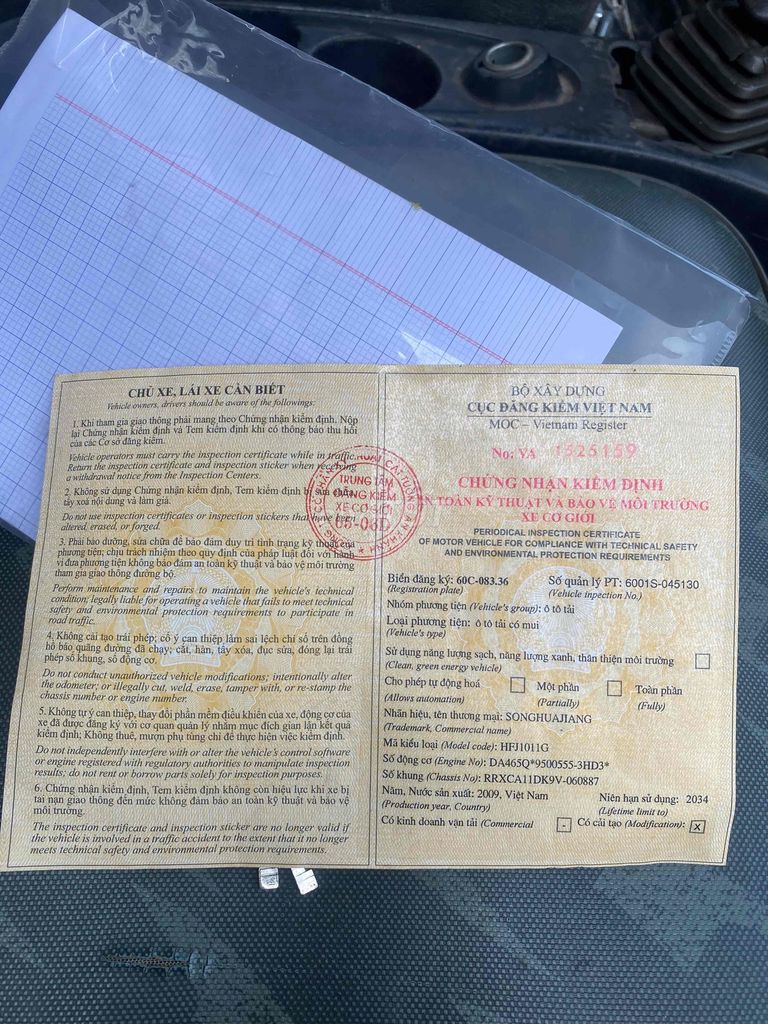 CHỦ XE, LÁI XE CẦN BIẾT
Vehicle owners, drivers should be aware of the followings:
1. Khi tham gia giao thông phải mang theo Chứng nhận kiểm định. Nộp
lại Chứng nhận kiểm định và Tem kiểm định khi có thông báo thu hồi
của các Cơ sở đăng kiểm.
Vehicle operators must carry the inspection certificate while in traffic.
Return the inspection certificate and inspection sticker when receiving
a withdrawal notice from the Inspection Centers.
2. Không sử dụng Chứng nhận kiểm định, Tem kiểm định bị sửa chữa,
tẩy xoá nội dung và làm giả.
Do not use inspection certificates or inspection stickers that have been
altered, erased, or forged.
3. Phải bảo dưỡng, sửa chữa để bảo đảm duy trì tình trạng kỹ thuật của
phương tiện; chịu trách nhiệm theo quy định của pháp luật đối với hành
vi đưa phương tiện không bảo đảm an toàn kỹ thuật và bảo vệ môi trường
tham gia giao thông đường bộ.
Perform maintenance and repairs to maintain the vehicle's technical
condition; legally liable for operating a vehicle that fails to meet technical
safety and environmental protection requirements to participate in
road traffic.
4. Không cải tạo trái phép; cố ý can thiệp làm sai lệch chỉ số trên đồng
hồ báo quãng đường đã chạy; cắt, hàn, tẩy xóa, đục sửa, đóng lại trái
phép số khung, số động cơ.
Do not conduct unauthorized vehicle modifications; intentionally alter
the odometer; or illegally cut, weld, erase, tamper with, or re-stamp the
chassis number or engine number.
5. Không tự ý can thiệp, thay đổi phần mềm điều khiển của xe, động cơ của
xe đã được đăng ký với cơ quan quản lý nhằm mục đích gian lận kết quả
kiểm định; Không thuê, mượn phụ tùng chỉ để thực hiện việc kiểm định.
Do not independently interfere with or alter the vehicle's control software
or engine registered with regulatory authorities to manipulate inspection
results; do not rent or borrow parts solely for inspection purposes.
6. Chứng nhận kiểm định, Tem kiểm định không còn hiệu lực khi xe bị
tai nạn giao thông đến mức không đảm bảo an toàn kỹ thuật và bảo vệ
môi trường.
The inspection certificate and inspection sticker are no longer valid if
the vehicle is involved in a traffic accident to the extent that it no longer
meets technical safety and environmental protection requirements.
TRUNG TÂM
ĐĂNG KIỂM
XE CƠ GIỚI
60-06D
BỘ XÂY DỰNG
CỤC ĐĂNG KIỂM VIỆT NAM
MOC – Vietnam Register
No: VA 1525159
CHỨNG NHẬN KIỂM ĐỊNH
AN TOÀN KỸ THUẬT VÀ BẢO VỆ MÔI TRƯỜNG
XE CƠ GIỚI
PERIODICAL INSPECTION CERTIFICATE
OF MOTOR VEHICLE FOR COMPLIANCE WITH TECHNICAL SAFETY
AND ENVIRONMENTAL PROTECTION REQUIREMENTS
Biển đăng ký: 60C-083.36 Số quản lý PT: 6001S-045130
(Registration plate) (Vehicle inpection No.)
Nhóm phương tiện (Vehicle's group): ô tô tải
Loại phương tiện: ô tô tải có mui
(Vehicle's type)
Sử dụng năng lượng sạch, năng lượng xanh, thân thiện môi trường
(Clean, green energy vehicle)
Cho phép tự động hoá Một phần Toàn phần
(Allows automation) (Partially) (Fully)
Nhãn hiệu, tên thương mại: SONGHUAJIANG
(Trademark, Commercial name)
Mã kiểu loại (Model code): HFJ1011G
Số động cơ (Engine No): DA465Q*9500555-3HD3*
Số khung (Chassis No): RRXCA11DK9V-060887
Năm, Nước sản xuất: 2009, Việt Nam Niên hạn sử dụng: 2034
(Production year, Country) (Lifetime limit to)
Có kinh doanh vận tải (Commercial - Có cải tạo (Modification): X